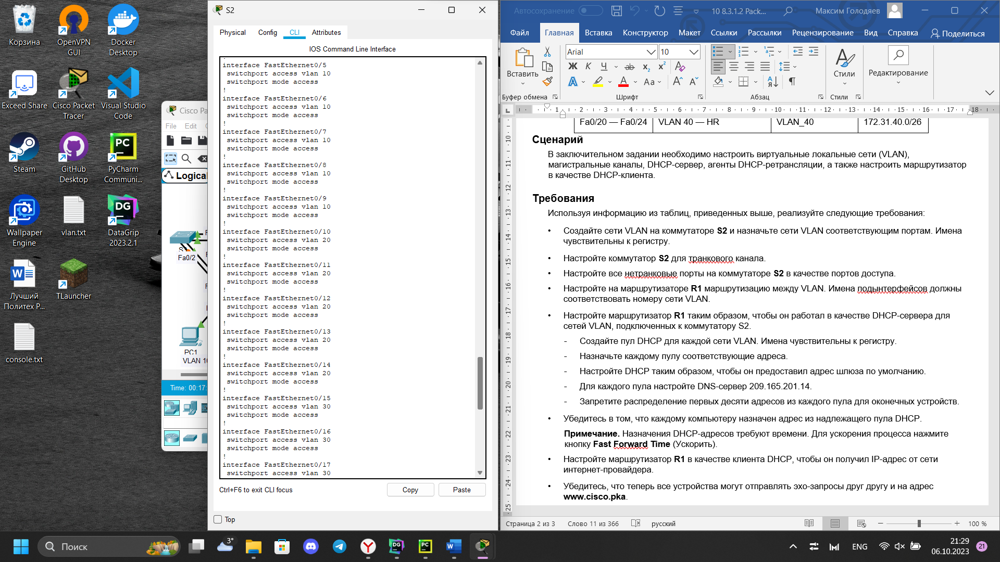 Корзина
OpenVPN
GUI
Docker
Desktop
Exceed Share
Cisco Packet
Tracer
Visual Studio
Code
Steam
GitHub
Desktop
PyCharm
Communi...
Wallpaper
Engine
vlan.txt
DataGrip
2023.2.1
Лучший
Политех Р...
TLauncher
console.txt
Cisco Pa
File
Edit
Logical
Fa0/2
PC1
VLAN 10
Time: 00:17:
S2
Physical
Config
CLI
Attributes
IOS Command Line Interface
!
interface FastEthernet0/5
switchport access vlan 10
switchport mode access
!
interface FastEthernet0/6
switchport access vlan 10
switchport mode access
!
interface FastEthernet0/7
switchport access vlan 10
switchport mode access
!
interface FastEthernet0/8
switchport access vlan 10
switchport mode access
!
interface FastEthernet0/9
switchport access vlan 10
switchport mode access
!
interface FastEthernet0/10
switchport access vlan 20
switchport mode access
!
interface FastEthernet0/11
switchport access vlan 20
switchport mode access
!
interface FastEthernet0/12
switchport access vlan 20
switchport mode access
!
interface FastEthernet0/13
switchport access vlan 20
switchport mode access
!
interface FastEthernet0/14
switchport access vlan 20
switchport mode access
!
interface FastEthernet0/15
switchport access vlan 30
switchport mode access
!
interface FastEthernet0/16
switchport access vlan 30
switchport mode access
!
interface FastEthernet0/17
switchport access vlan 30
Ctrl+F6 to exit CLI focus
Copy
Paste
Top
Автосохранение
10 8.3.1.2 Pack...
Максим Голодяев
Файл
Главная
Вставка
Конструктор
Макет
Ссылки
Рассылки
Рецензирование
Вид
Справка
Поделиться
Вставить
Arial
10
Стили
Редактирование
Буфер обмена
Шрифт
Абзац
Стили
Fa0/20 — Fa0/24 VLAN 40 — HR VLAN_40 172.31.40.0/26
Сценарий
В заключительном задании необходимо настроить виртуальные локальные сети (VLAN),
магистральные каналы, DHCP-сервер, агенты DHCP-ретрансляции, а также настроить маршрутизатор
в качестве DHCP-клиента.
Требования
Используя информацию из таблиц, приведенных выше, реализуйте следующие требования:
• Создайте сети VLAN на коммутаторе S2 и назначьте сети VLAN соответствующим портам. Имена
чувствительны к регистру.
• Настройте коммутатор S2 для транкового канала.
• Настройте все нетранковые порты на коммутаторе S2 в качестве портов доступа.
• Настройте на маршрутизаторе R1 маршрутизацию между VLAN. Имена подынтерфейсов должны
соответствовать номеру сети VLAN.
• Настройте маршрутизатор R1 таким образом, чтобы он работал в качестве DHCP-сервера для
сетей VLAN, подключенных к коммутатору S2.
- Создайте пул DHCP для каждой сети VLAN. Имена чувствительны к регистру.
- Назначьте каждому пулу соответствующие адреса.
- Настройте DHCP таким образом, чтобы он предоставил адрес шлюза по умолчанию.
- Для каждого пула настройте DNS-сервер 209.165.201.14.
- Запретите распределение первых десяти адресов из каждого пула для оконечных устройств.
• Убедитесь в том, что каждому компьютеру назначен адрес из надлежащего пула DHCP.
Примечание. Назначения DHCP-адресов требуют времени. Для ускорения процесса нажмите
кнопку Fast Forward Time (Ускорить).
• Настройте маршрутизатор R1 в качестве клиента DHCP, чтобы он получил IP-адрес от сети
интернет-провайдера.
• Убедитесь, что теперь все устройства могут отправлять эхо-запросы друг другу и на адрес
www.cisco.pka.
Страница 2 из 3
Слово 11 из 366
русский
100 %
Поиск
3°
ENG
21:29
06.10.2023
21